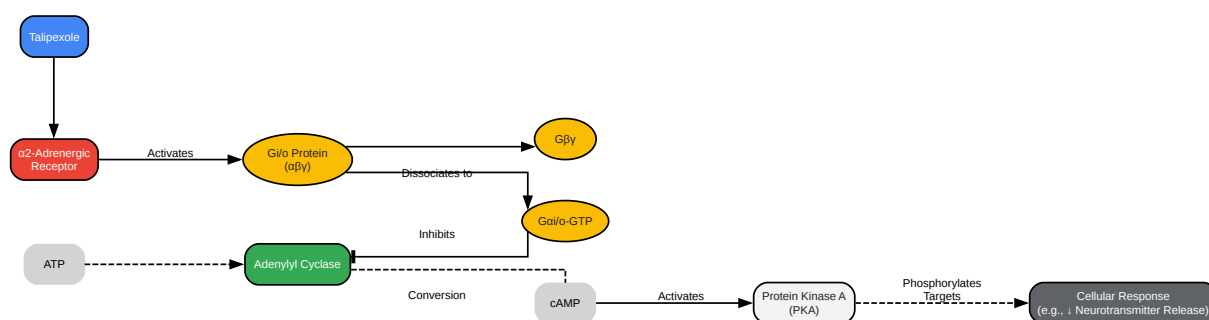 Talipexole
α2-Adrenergic
Receptor
Activates
Gi/o Protein
(αβγ)
Gβγ
Dissociates to
Gαi/o-GTP
Inhibits
ATP
Adenylyl Cyclase
Conversion
cAMP
Activates
Protein Kinase A
(PKA)
Phosphorylates
Targets
Cellular Response
(e.g., ↓ Neurotransmitter Release)